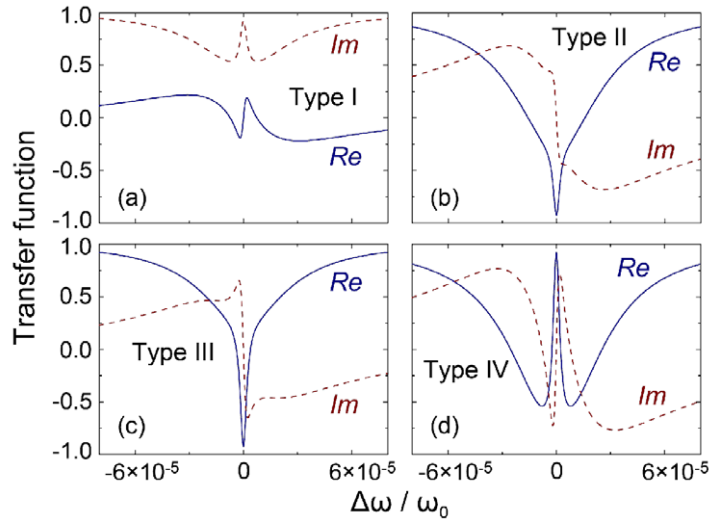 Transfer function
1.0
0.5
0.0
-0.5
-1.0
Im
Type I
Re
(a)
Type II
Re
Im
(b)
1.0
0.5
0.0
-0.5
-1.0
Re
Type III
Im
(c)
Re
Type IV
Im
(d)
-6×10⁻⁵ 0 6×10⁻⁵ -6×10⁻⁵ 0 6×10⁻⁵
Δω / ω₀